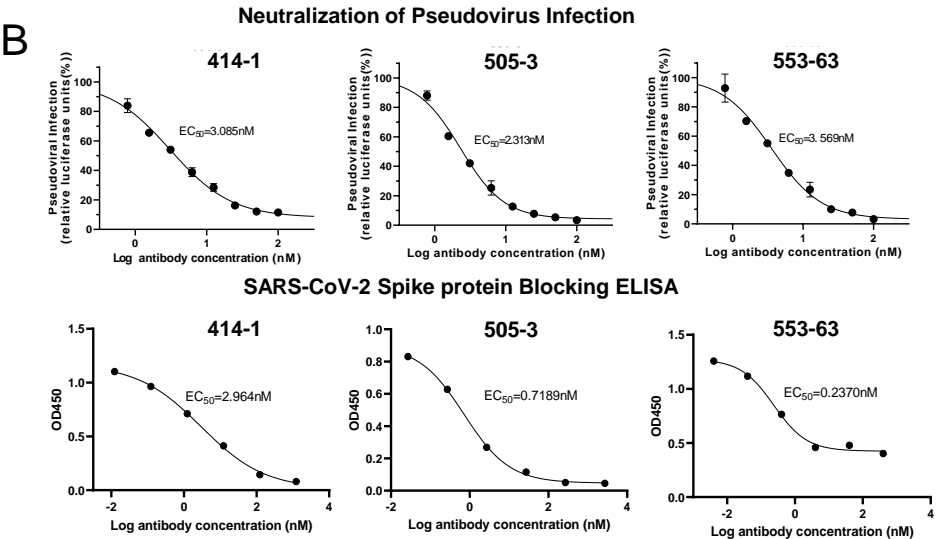 Neutralization of Pseudovirus Infection
B
414-1
505-3
553-63
Pseudoviral Infection
(relative luciferase units(%))
100
80
60
40
20
0
EC50=3.085nM
0
1
2
Log antibody concentration (nM)
Pseudoviral Infection
(relative luciferase units(%))
100
80
60
40
20
0
EC50=2.313nM
0
1
2
Log antibody concentration (nM)
Pseudoviral Infection
(relative luciferase units(%))
100
80
60
40
20
0
EC50=3. 569nM
0
1
2
Log antibody concentration (nM)
SARS-CoV-2 Spike protein Blocking ELISA
414-1
505-3
553-63
OD450
1.5
1.0
0.5
0.0
EC50=2.964nM
-2
0
2
4
Log antibody concentration (nM)
OD450
1.0
0.8
0.6
0.4
0.2
0.0
EC50=0.7189nM
-2
0
2
4
Log antibody concentration (nM)
OD450
1.5
1.0
0.5
0.0
EC50=0.2370nM
-2
0
2
4
Log antibody concentration (nM)